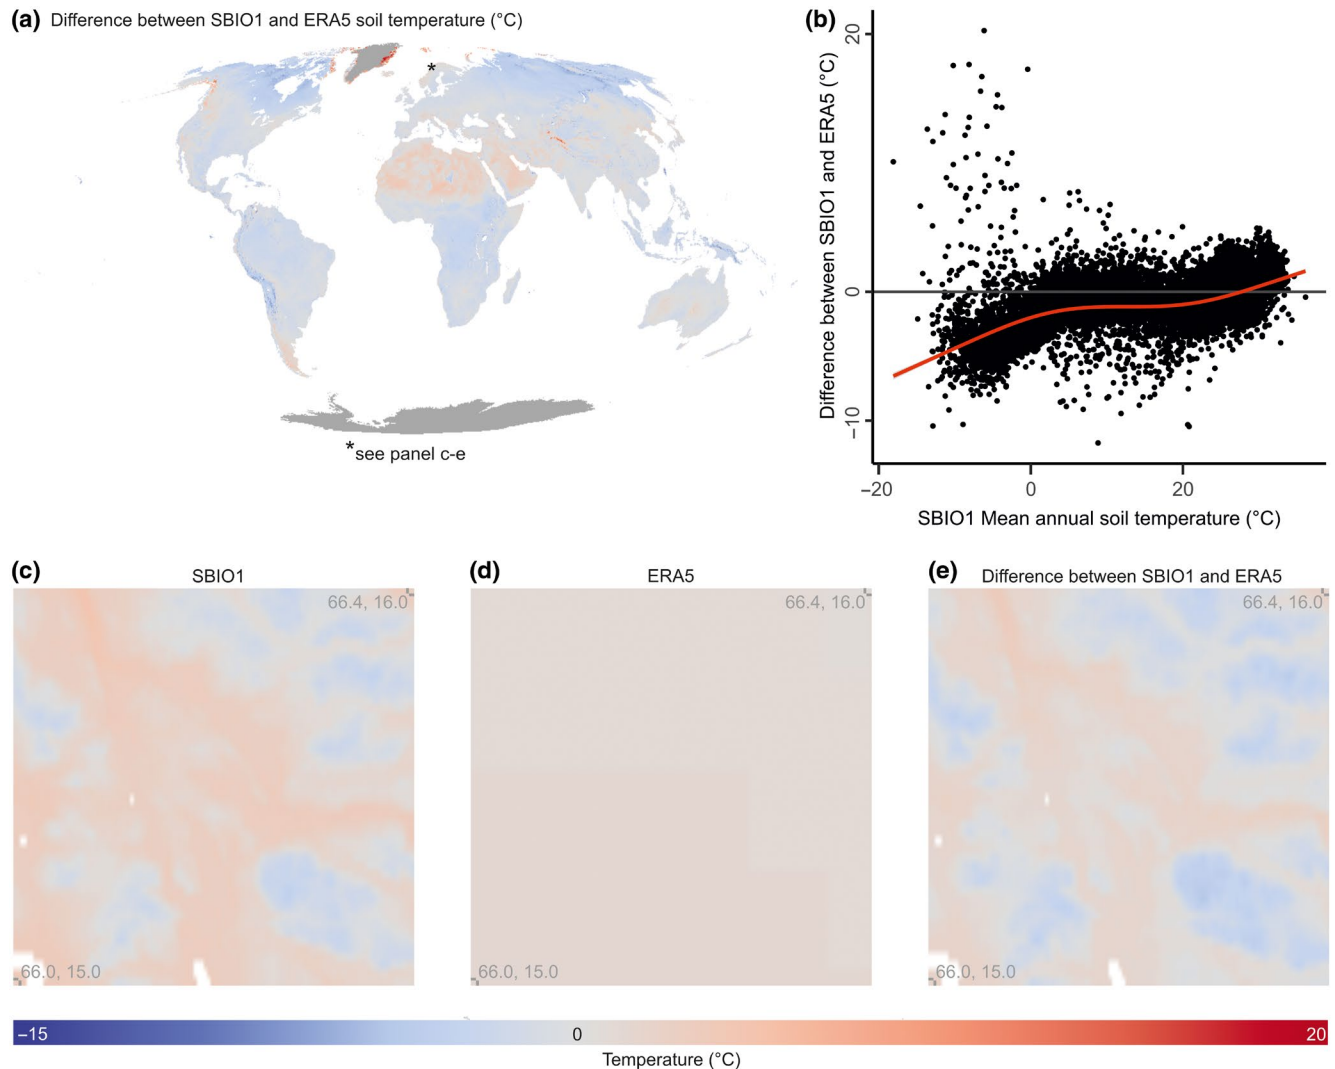 (a) Difference between SBIO1 and ERA5 soil temperature (°C)
*
*see panel c-e
(b)
Difference between SBIO1 and ERA5 (°C)
20
0
−10
−20 0 20
SBIO1 Mean annual soil temperature (°C)
(c) SBIO1
66.4, 16.0
66.0, 15.0
(d) ERA5
66.4, 16.0
66.0, 15.0
(e) Difference between SBIO1 and ERA5
66.4, 16.0
66.0, 15.0
−15 0 20
Temperature (°C)